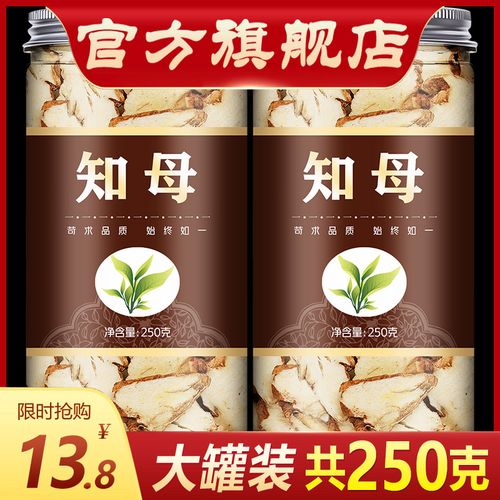 官方旗舰店
知母
苛求品质 始终如一
净含量:250克
知母
苛求品质 始终如一
净含量:250克
限时抢购
13.8¥
大罐装 共250克